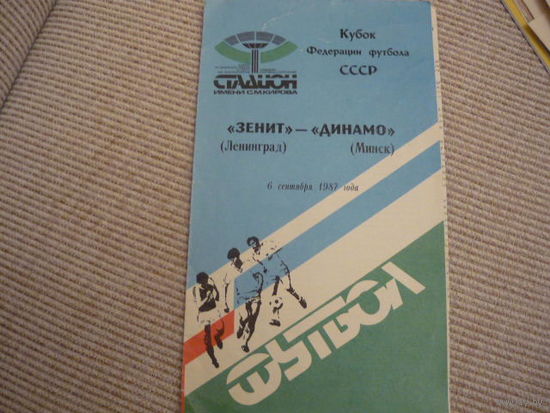 СТАДИОН
ИМЕНИ С.М.КИРОВА
Кубок
Федерации футбола
СССР
«ЗЕНИТ» — «ДИНАМО»
(Ленинград) (Минск)
6 сентября 1987 года
ФУТБОЛ